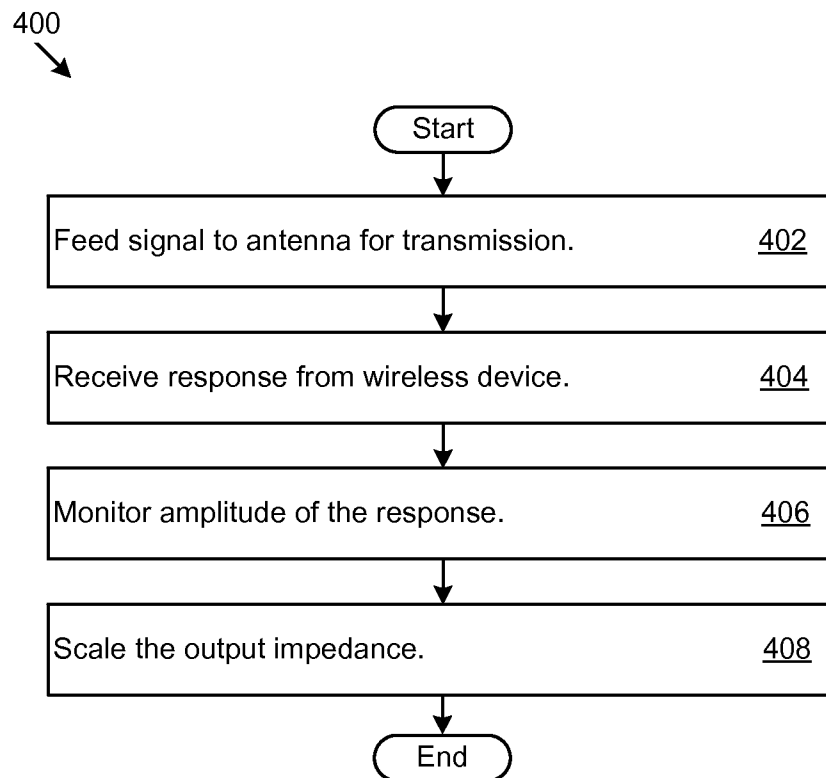 400
Start
Feed signal to antenna for transmission. 402
Receive response from wireless device. 404
Monitor amplitude of the response. 406
Scale the output impedance. 408
End